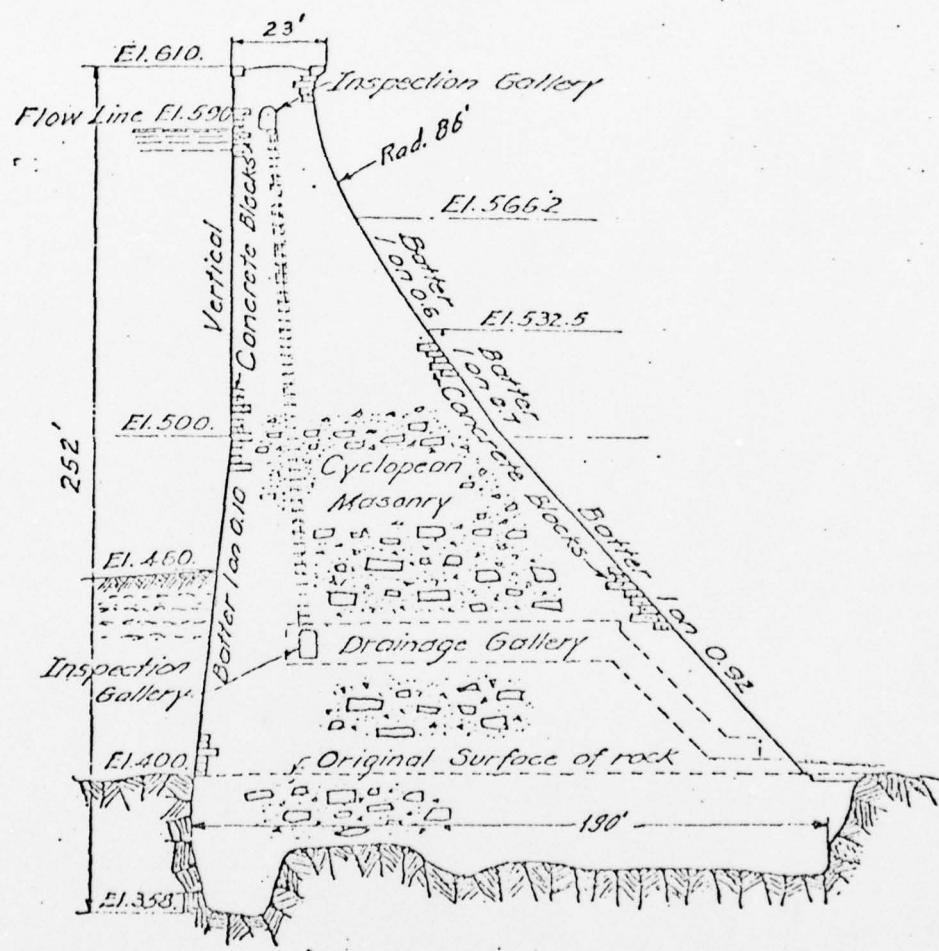 23'
El. 610.
Inspection Gallery
Flow Line El. 590
Rad. 86'
El. 566.2
Vertical
Concrete Blocks
Batter
1 on 0.6
El. 532.5
Batter
1 on 0.7
El. 500.
252'
Cyclopean
Masonry
Concrete Blocks
Batter 1 on 0.92
Batter 1 on 0.10
El. 460.
Drainage Gallery
Inspection
Gallery
El. 400.
Original Surface of rock
190'
El. 358.